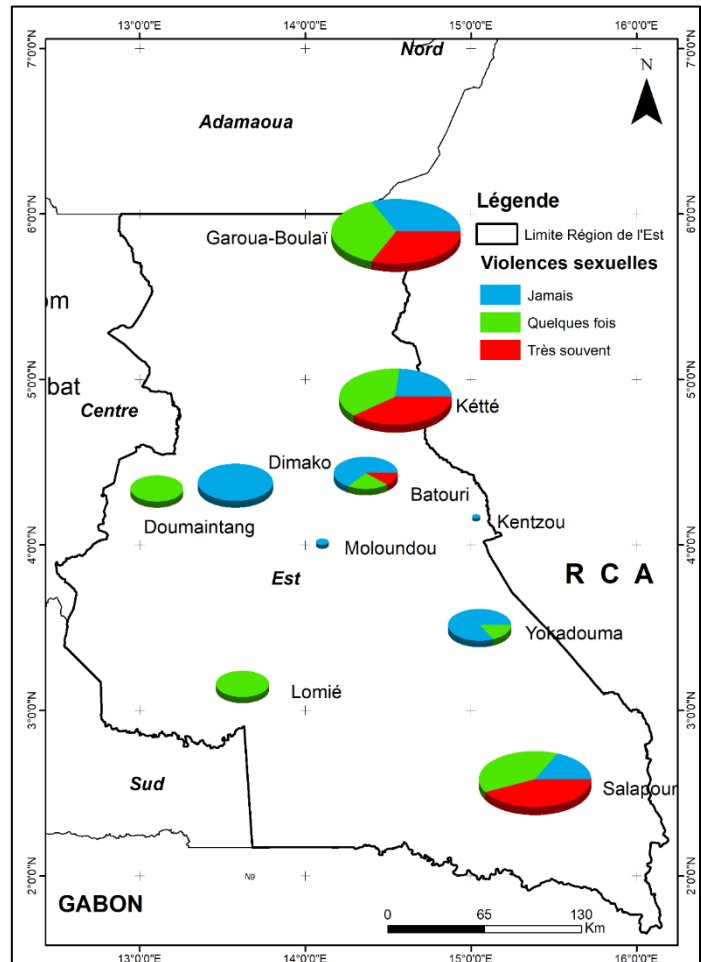 13°0'0"E 14°0'0"E 15°0'0"E 16°0'0"E
7°0'0"N 7°0'0"N
Nord
N
Adamaoua
6°0'0"N 6°0'0"N
Légende
Garoua-Boulaï
Limite Région de l'Est
Violences sexuelles
Jamais
Quelques fois
Très souvent
om
5°0'0"N 5°0'0"N
bat
Centre
Kétté
Dimako
Batouri
Doumaintang
Kentzou
Moloundou
4°0'0"N 4°0'0"N
Est
R C A
Yokadouma
Lomié
3°0'0"N 3°0'0"N
Sud
Salapour
2°0'0"N 2°0'0"N
N9
GABON
0 65 130
Km
13°0'0"E 14°0'0"E 15°0'0"E 16°0'0"E